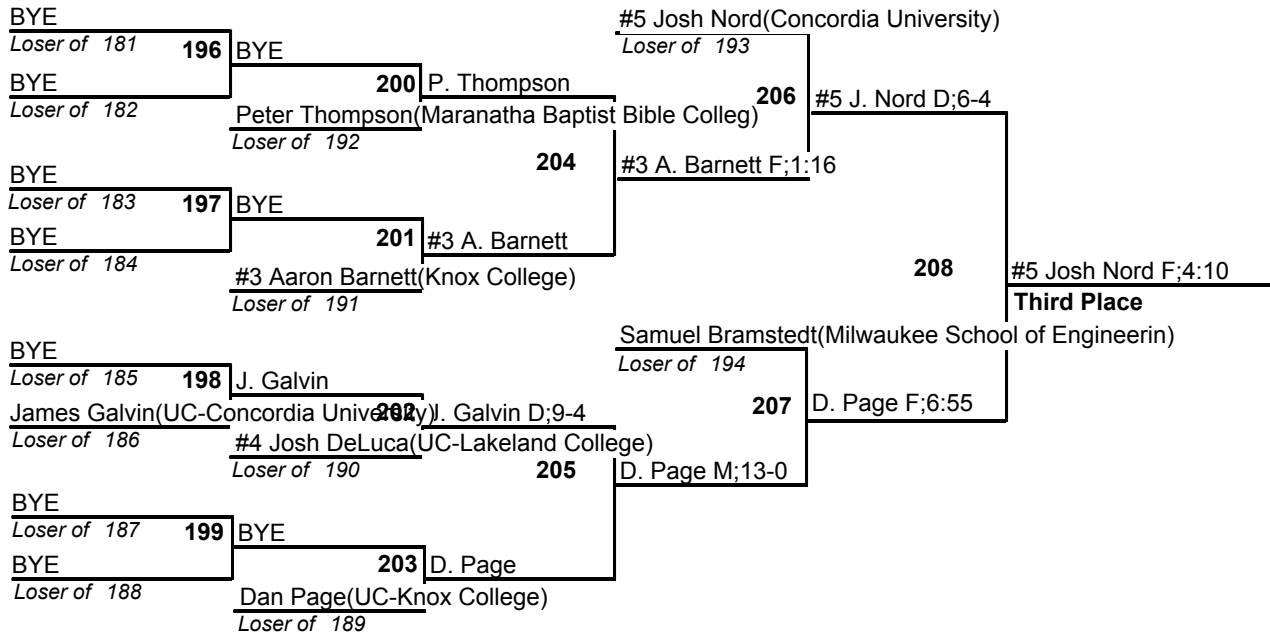 BYE
#5 Josh Nord(Concordia University)
Loser of 181
196
BYE
Loser of 193
BYE
200
P. Thompson
206
#5 J. Nord D;6-4
Loser of 182
Peter Thompson(Maranatha Baptist Bible Colleg)
Loser of 192
204
#3 A. Barnett F;1:16
BYE
Loser of 183
197
BYE
BYE
201
#3 A. Barnett
Loser of 184
#3 Aaron Barnett(Knox College)
208
#5 Josh Nord F;4:10
Loser of 191
Third Place
Samuel Bramstedt(Milwaukee School of Engineerin)
BYE
Loser of 194
Loser of 185
198
J. Galvin
James Galvin(UC-Concordia University)
202
J. Galvin D;9-4
207
D. Page F;6:55
Loser of 186
#4 Josh DeLuca(UC-Lakeland College)
Loser of 190
205
D. Page M;13-0
BYE
Loser of 187
199
BYE
BYE
203
D. Page
Loser of 188
Dan Page(UC-Knox College)
Loser of 189